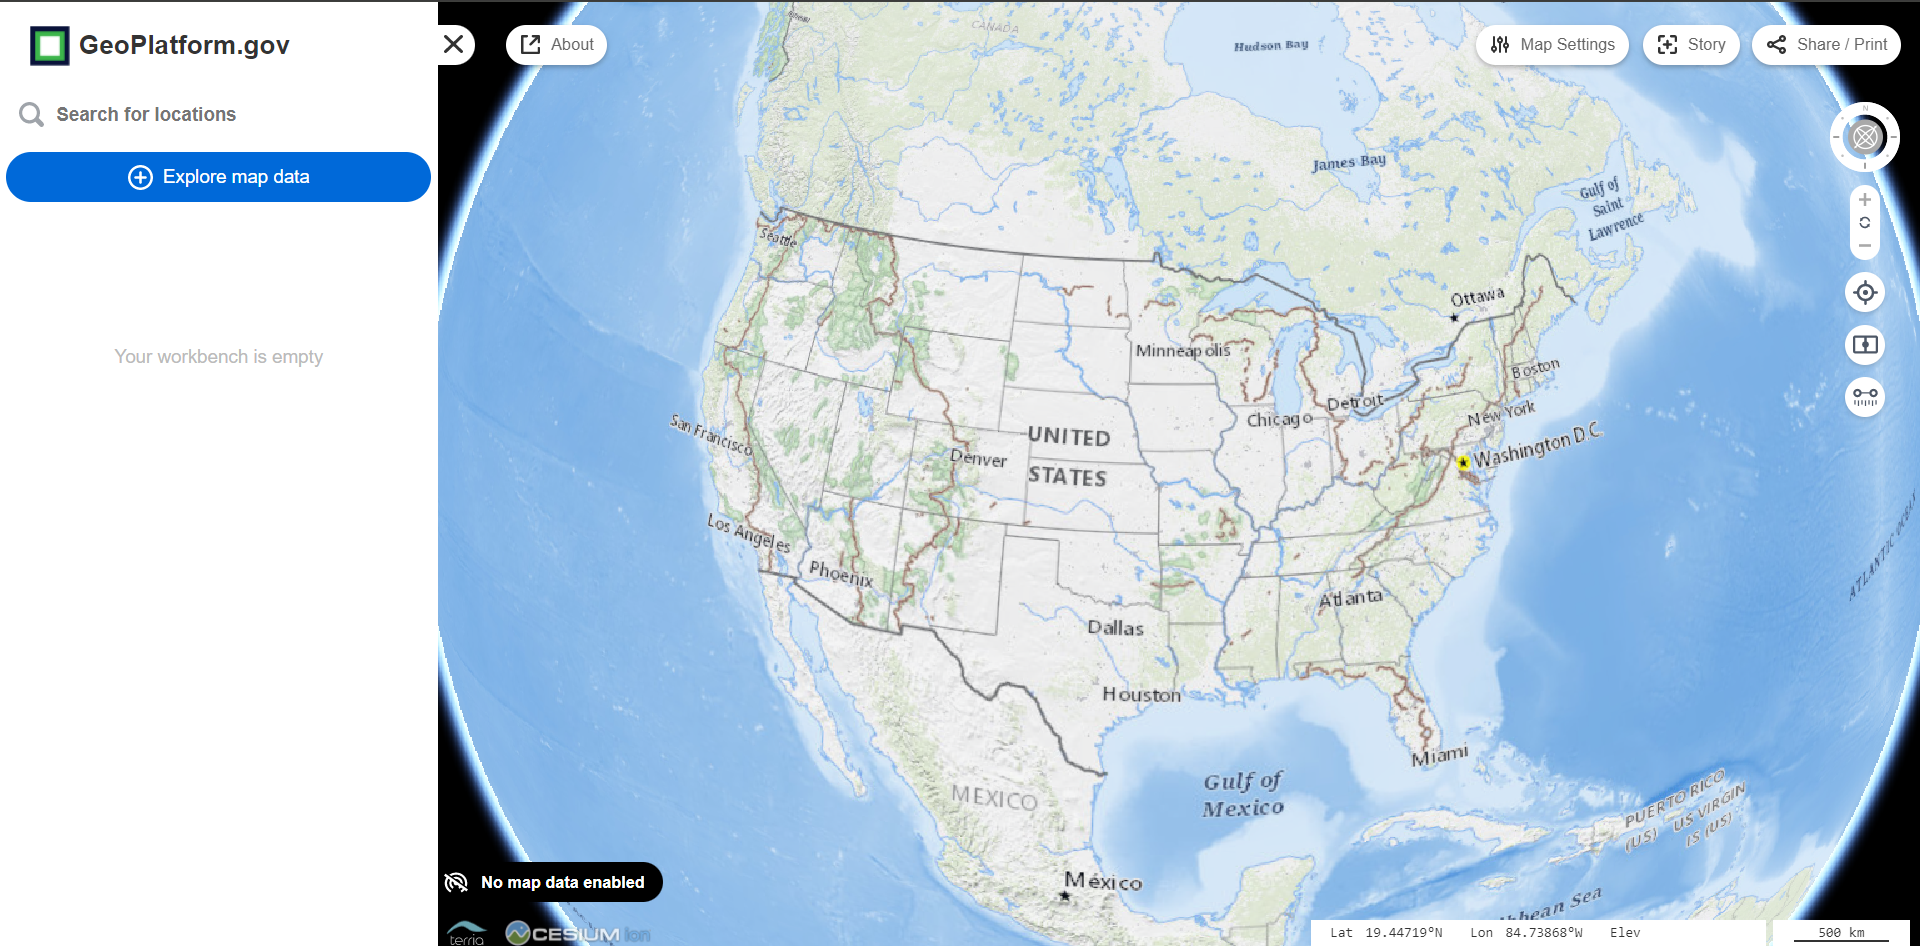 GeoPlatform.gov
About
Map Settings
Story
Share / Print
Search for locations
Explore map data
Your workbench is empty
CANADA
Hudson Bay
James Bay
Gulf of
Saint
Lawrence
N
Seattle
Ottawa
Minneapolis
Boston
Detroit
Chicago
New York
San Francisco
UNITED
STATES
Denver
Washington D.C.
Los Angeles
Phoenix
Atlanta
Dallas
Houston
Miami
ATLANTIC OCEAN
Gulf of
Mexico
MEXICO
PUERTO RICO
(US)
US VIRGIN
IS (US)
México
bbean Sea
No map data enabled
terria
CESIUM ion
Lat 19.44719°N Lon 84.73868°W Elev
500 km